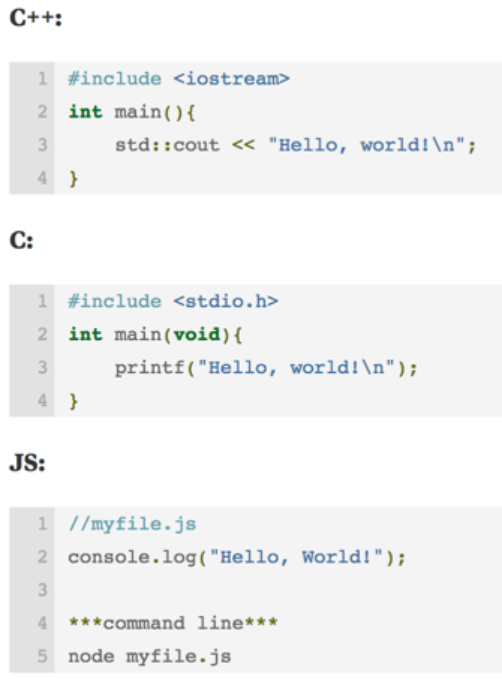 C++:
1 #include <iostream>
2 int main(){
3     std::cout << "Hello, world!\n";
4 }
C:
1 #include <stdio.h>
2 int main(void){
3     printf("Hello, world!\n");
4 }
JS:
1 //myfile.js
2 console.log("Hello, World!");
3
4 ***command line***
5 node myfile.js